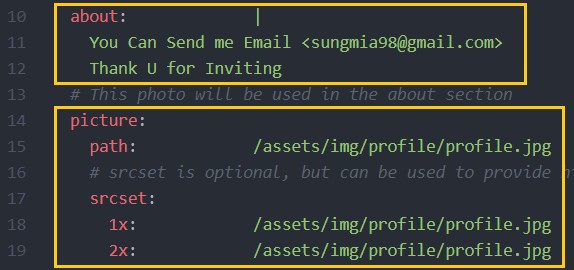 10 about: |
11 You Can Send me Email <sungmia98@gmail.com>
12 Thank U for Inviting
13 # This photo will be used in the about section
14 picture:
15 path: /assets/img/profile/profile.jpg
16 # srcset is optional, but can be used to provide
17 srcset:
18 1x: /assets/img/profile/profile.jpg
19 2x: /assets/img/profile/profile.jpg